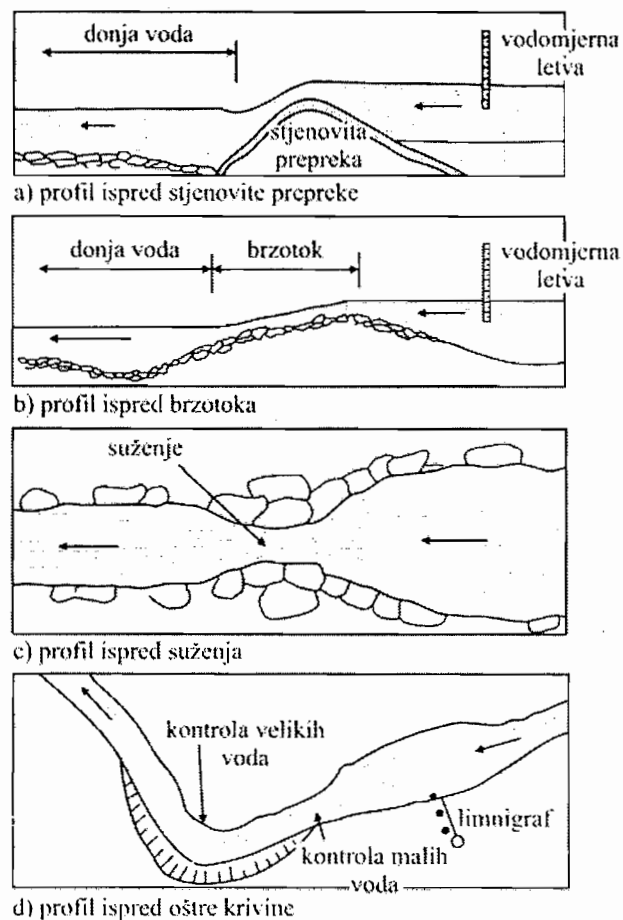 donja voda
vodomjerna
letva
stjenovita
prepreka
a) profil ispred stjenovite prepreke
donja voda
brzotok
vodomjerna
letva
b) profil ispred brzotoka
suženje
c) profil ispred suženja
kontrola velikih
voda
limnigraf
kontrola malih
voda
d) profil ispred oštre krivine